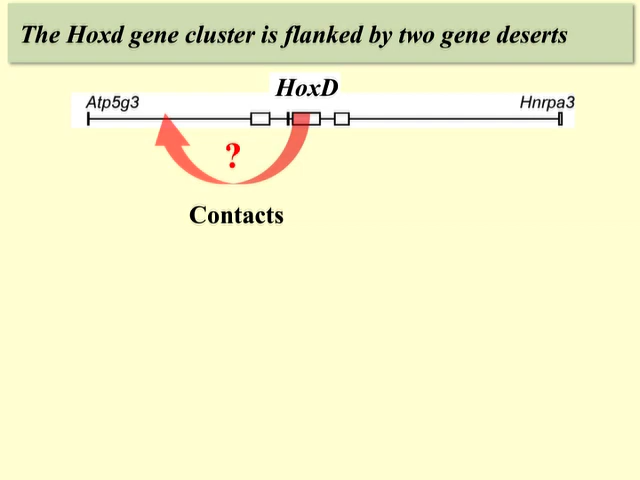 The Hoxd gene cluster is flanked by two gene deserts
HoxD
Atp5g3
Hnrpa3
?
Contacts